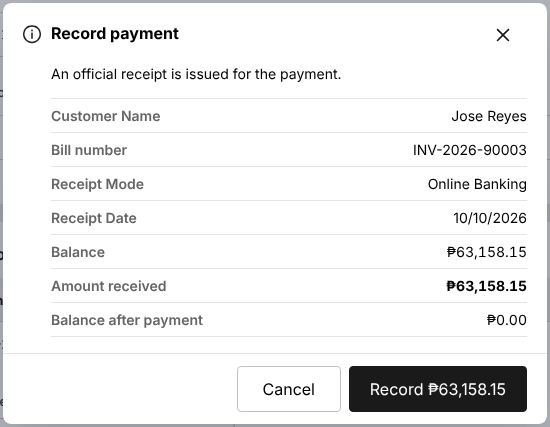 Record payment
An official receipt is issued for the payment.
Customer Name Jose Reyes
Bill number INV-2026-90003
Receipt Mode Online Banking
Receipt Date 10/10/2026
Balance ₱63,158.15
Amount received ₱63,158.15
Balance after payment ₱0.00
Cancel Record ₱63,158.15